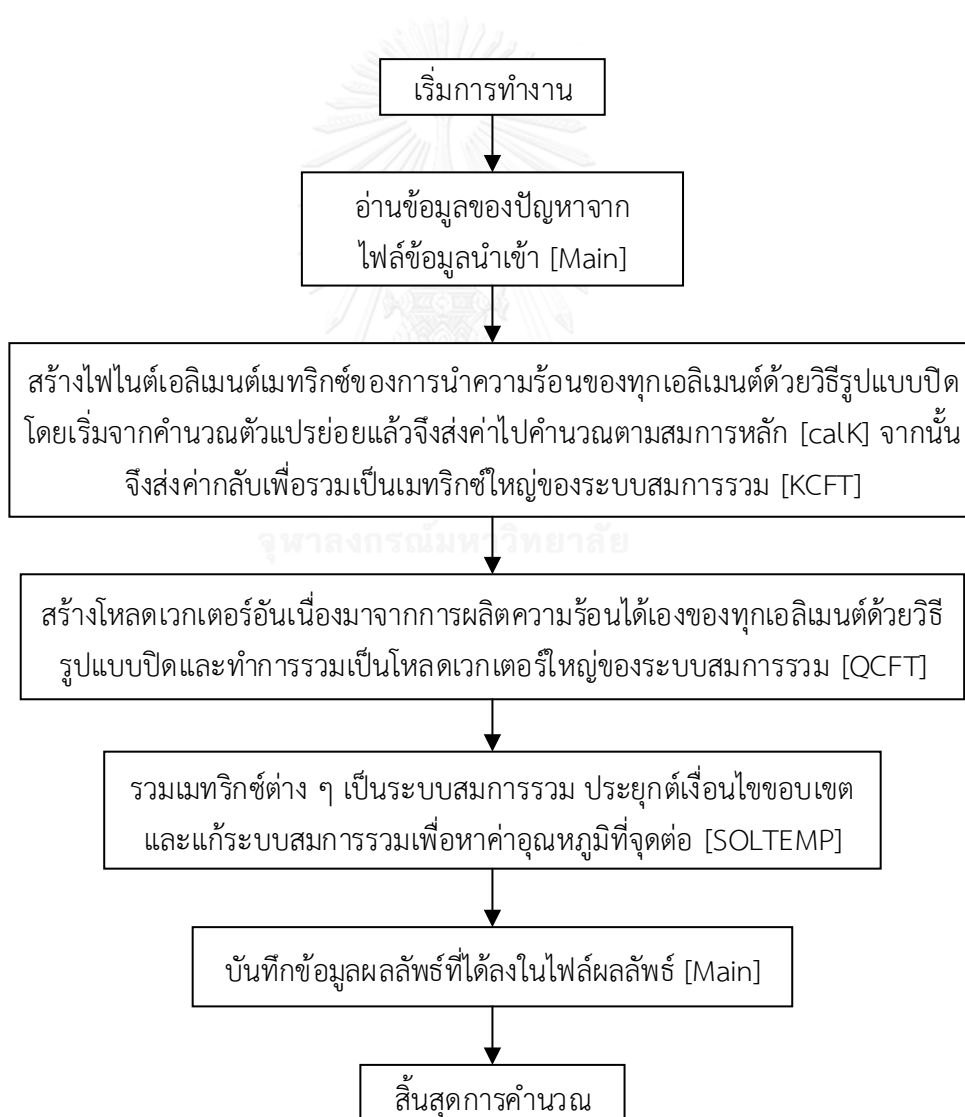 เริ่มการทำงาน
อ่านข้อมูลของปัญหาจาก
ไฟล์ข้อมูลนำเข้า [Main]
สร้างไฟไนต์เอลิเมนต์เมทริกซ์ของการนำความร้อนของทุกเอลิเมนต์ด้วยวิธีรูปแบบปิด
โดยเริ่มจากคำนวณตัวแปรย่อยแล้วจึงส่งค่าไปคำนวณตามสมการหลัก [calK] จากนั้น
จึงส่งค่ากลับเพื่อรวมเป็นเมทริกซ์ใหญ่ของระบบสมการรวม [KCFT]
จุฬาลงกรณ์มหาวิทยาลัย
สร้างโหลดเวกเตอร์อันเนื่องมาจากการผลิตความร้อนได้เองของทุกเอลิเมนต์ด้วยวิธี
รูปแบบปิดและทำการรวมเป็นโหลดเวกเตอร์ใหญ่ของระบบสมการรวม [QCFT]
รวมเมทริกซ์ต่าง ๆ เป็นระบบสมการรวม ประยุกต์เงื่อนไขขอบเขต
และแก้ระบบสมการรวมเพื่อหาค่าอุณหภูมิที่จุดต่อ [SOLTEMP]
บันทึกข้อมูลผลลัพธ์ที่ได้ลงในไฟล์ผลลัพธ์ [Main]
สิ้นสุดการคำนวณ